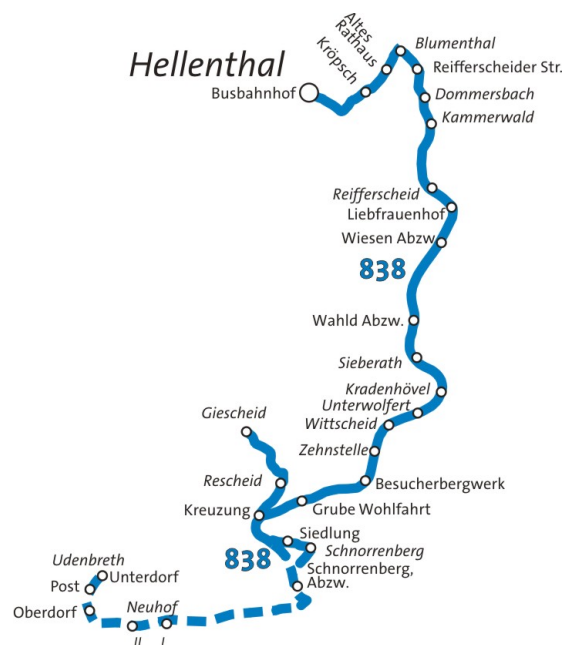 Altes
Rathaus
Kröpsch
Blumenthal
Hellenthal
Reifferscheider Str.
Busbahnhof
Dommersbach
Kammerwald
Reifferscheid
Liebfrauenhof
Wiesen Abzw.
838
Wahld Abzw.
Sieberath
Kradenhövel
Giescheid
Unterwolfert
Wittscheid
Zehnstelle
Rescheid
Besucherbergwerk
Kreuzung
Grube Wohlfahrt
Siedlung
838
Schnorrenberg
Udenbreth
Schnorrenberg,
Abzw.
Unterdorf
Post
Oberdorf
Neuhof
II
I